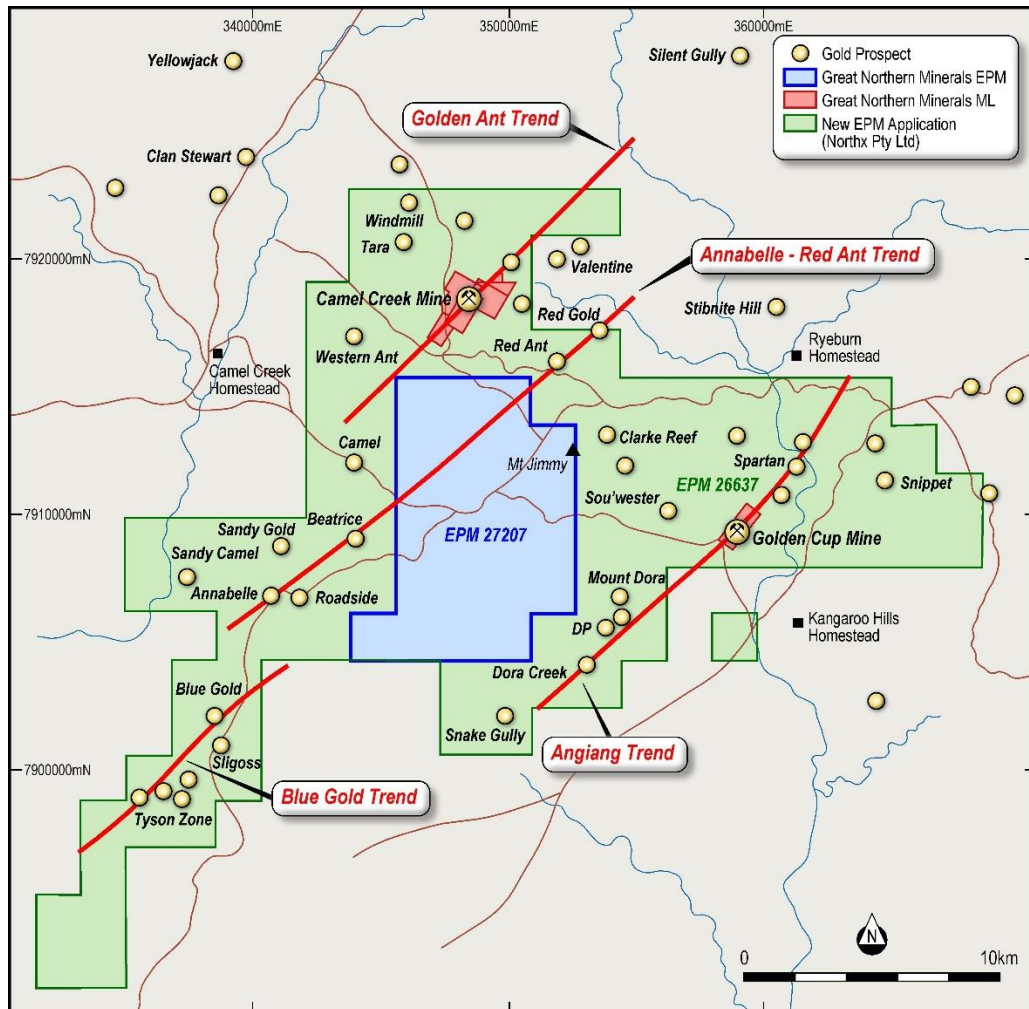 340000mE
350000mE
360000mE
Yellowjack
Silent Gully
Gold Prospect
Great Northern Minerals EPM
Great Northern Minerals ML
New EPM Application
(Northx Pty Ltd)
Golden Ant Trend
Clan Stewart
Windmill
Tara
7920000mN
Valentine
Annabelle - Red Ant Trend
Camel Creek Mine
Red Gold
Stibnite Hill
Western Ant
Red Ant
Ryeburn
Homestead
Camel Creek
Homestead
Camel
Clarke Reef
Mt Jimmy
Spartan
EPM 26637
Snippet
Sou'wester
7910000mN
Sandy Gold
Beatrice
EPM 27207
Golden Cup Mine
Sandy Camel
Annabelle
Roadside
Mount Dora
DP
Kangaroo Hills
Homestead
Dora Creek
Blue Gold
Snake Gully
Sligoss
Angiang Trend
7900000mN
Blue Gold Trend
Tyson Zone
N
0
10km